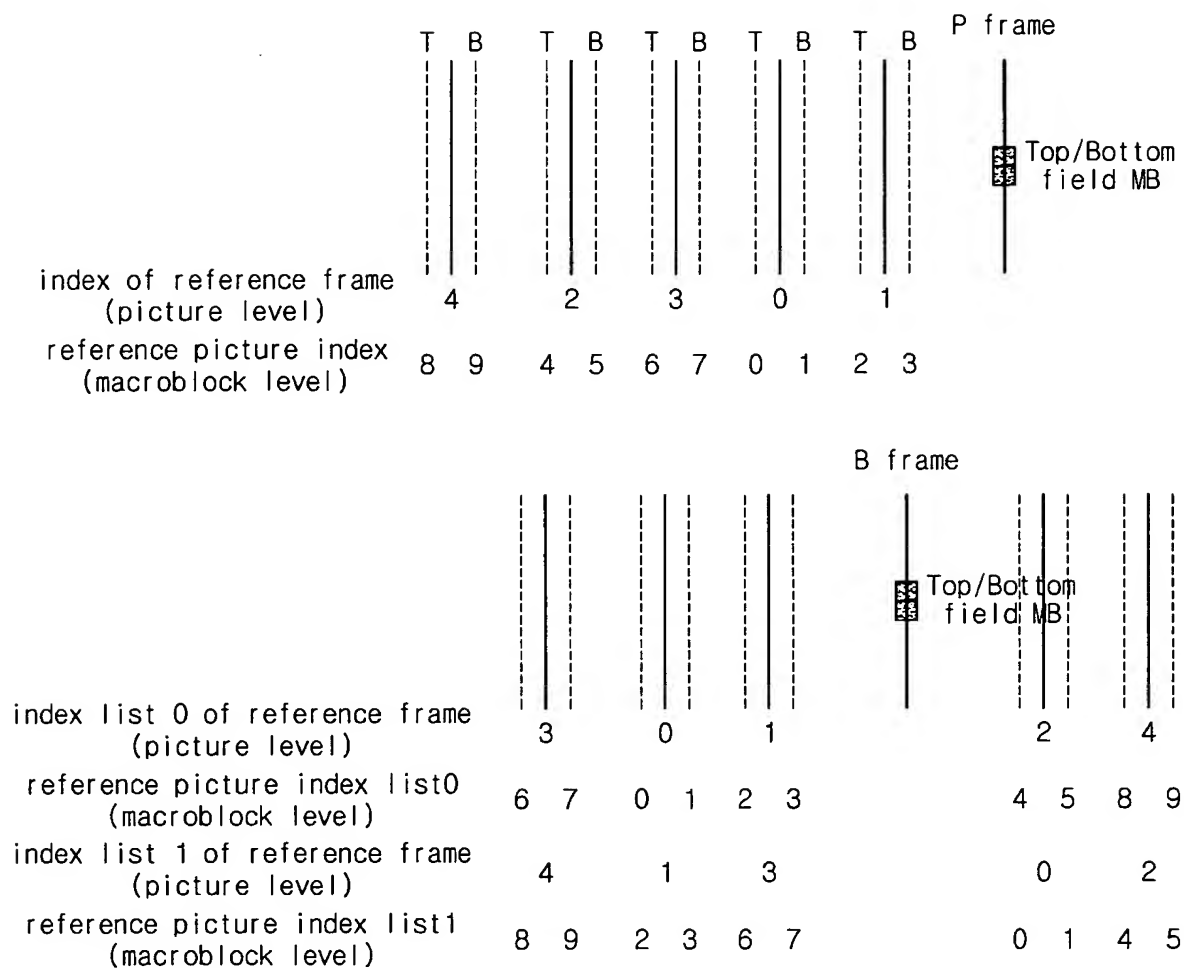 P frame
T B T B T B T B T B
Top/Bottom
field MB
index of reference frame
(picture level)
4 2 3 0 1
reference picture index
(macroblock level)
8 9 4 5 6 7 0 1 2 3
B frame
Top/Bottom
field MB
index list 0 of reference frame
(picture level)
3 0 1 2 4
reference picture index list0
(macroblock level)
6 7 0 1 2 3 4 5 8 9
index list 1 of reference frame
(picture level)
4 1 3 0 2
reference picture index list1
(macroblock level)
8 9 2 3 6 7 0 1 4 5